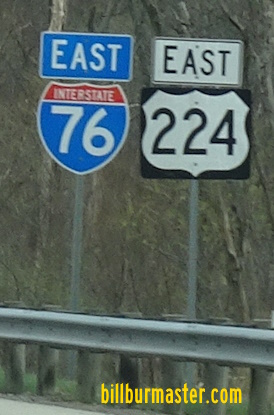 EAST
INTERSTATE
76
EAST
224
billburmaster.com